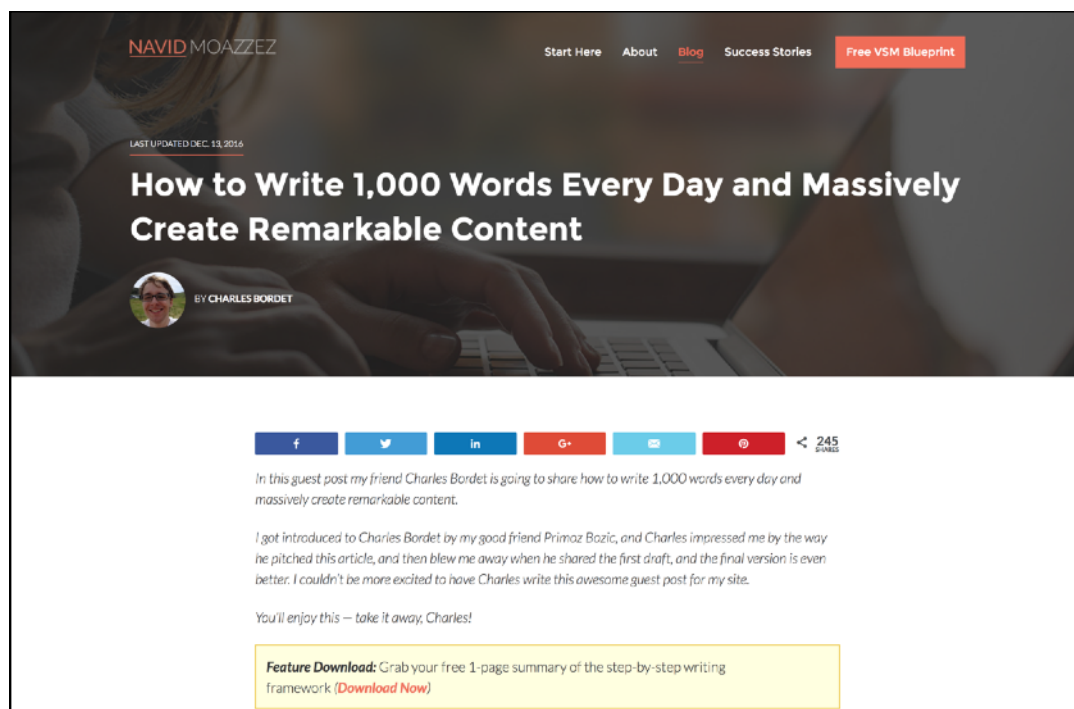 NAVID MOAZZEZ
Start Here About Blog Success Stories Free VSM Blueprint
LAST UPDATED DEC. 13, 2016
How to Write 1,000 Words Every Day and Massively
Create Remarkable Content
BY CHARLES BORDET
f in G+ 245
SHARES
In this guest post my friend Charles Bordet is going to share how to write 1,000 words every day and
massively create remarkable content.
I got introduced to Charles Bordet by my good friend Primoz Bozic, and Charles impressed me by the way
he pitched this article, and then blew me away when he shared the first draft, and the final version is even
better. I couldn't be more excited to have Charles write this awesome guest post for my site.
You'll enjoy this — take it away, Charles!
Feature Download: Grab your free 1-page summary of the step-by-step writing
framework (Download Now)